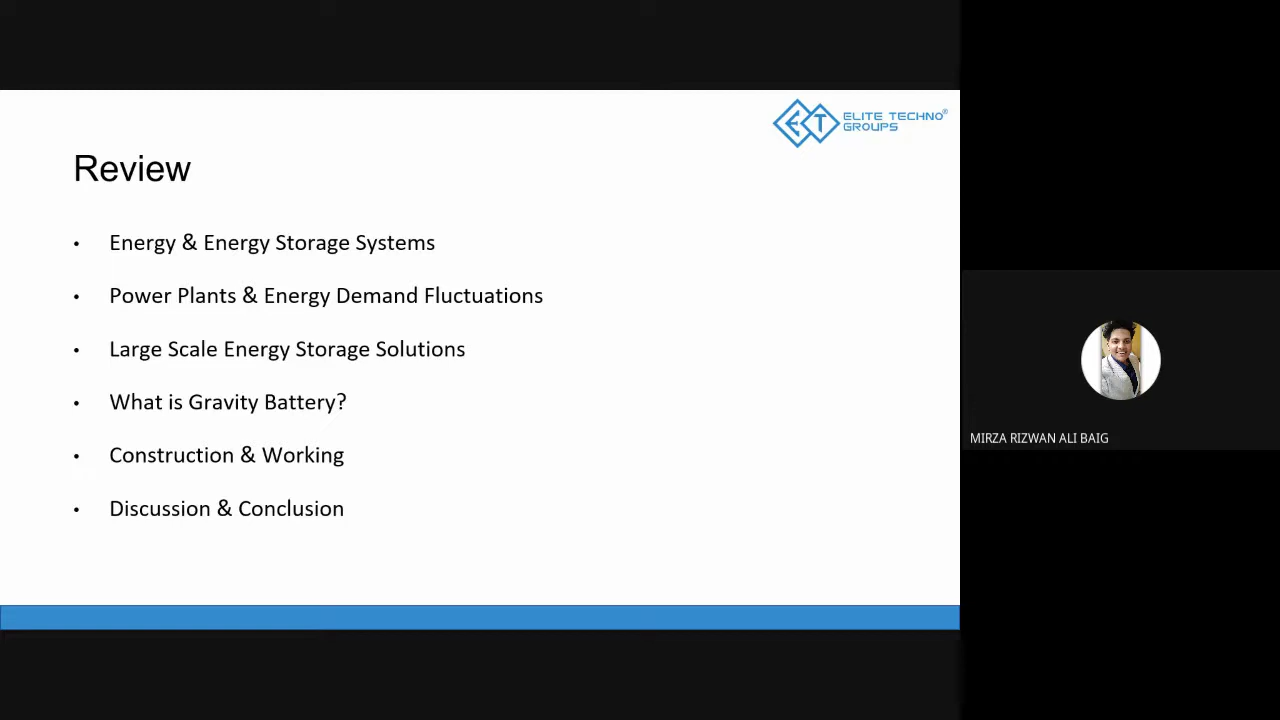 ET ELITE TECHNO®
GROUPS
Review
• Energy & Energy Storage Systems
• Power Plants & Energy Demand Fluctuations
• Large Scale Energy Storage Solutions
• What is Gravity Battery?
• Construction & Working
• Discussion & Conclusion
MIRZA RIZWAN ALI BAIG